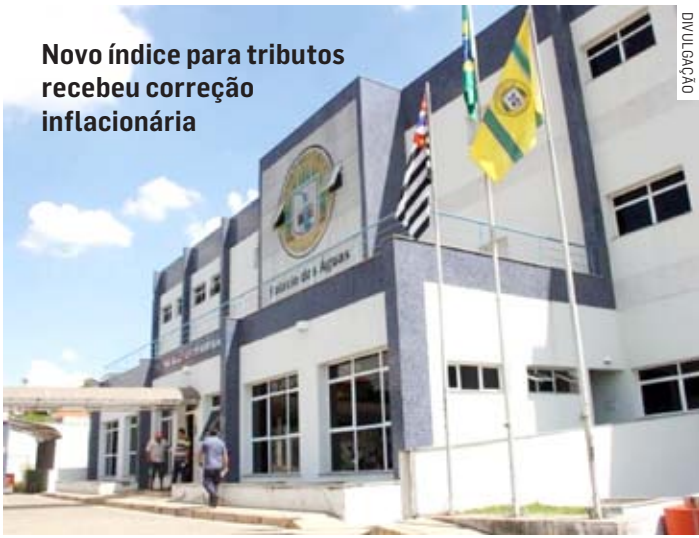 Novo índice para tributos
recebeu correção
inflacionária
DIVULGAÇÃO
Palácio das Águas